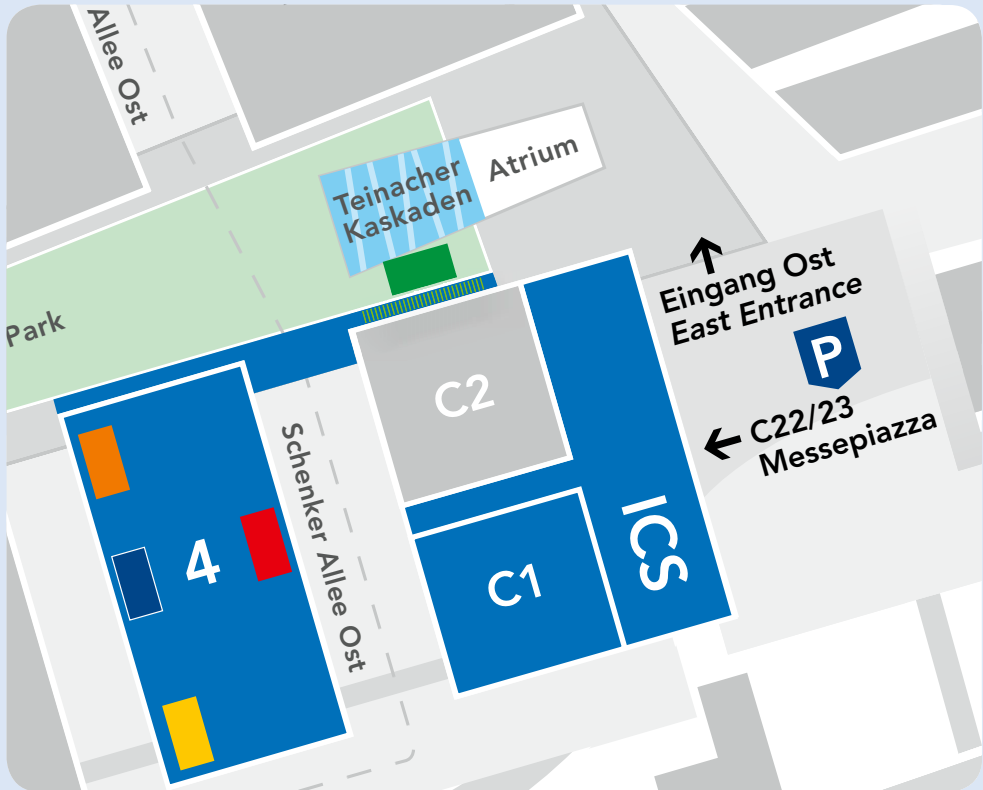 Allee Ost
Teinacher
Kaskaden
Atrium
Eingang Ost
East Entrance
P
Park
C2
C22/23
Messepiazza
Schenker Allee Ost
4
C1
ICS